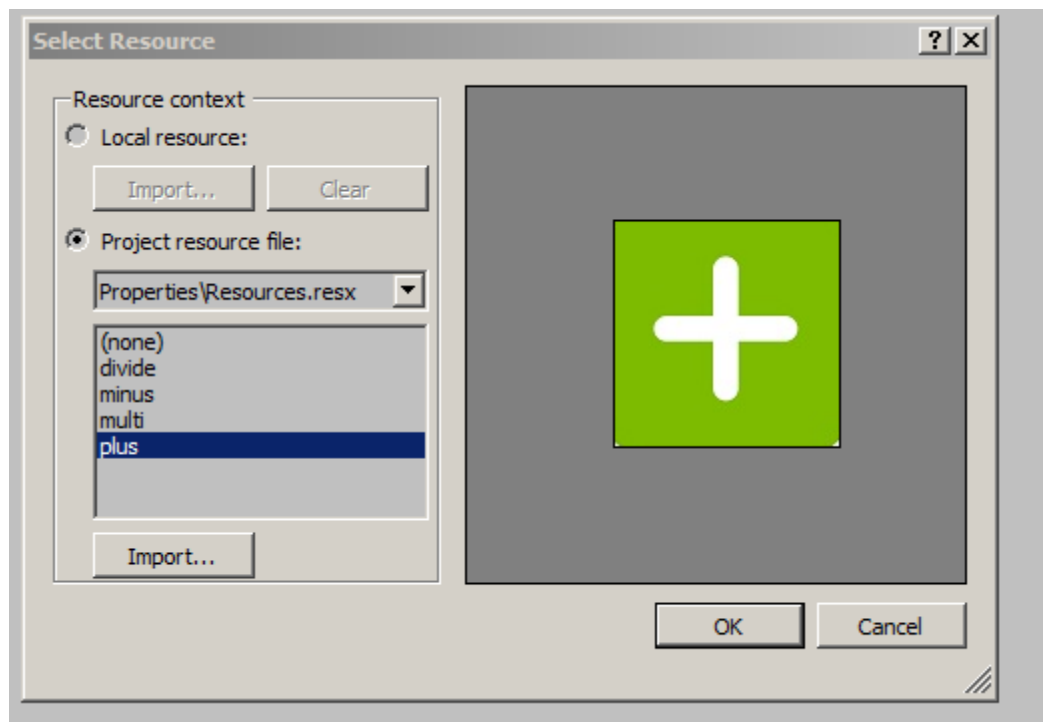 Select Resource
Resource context
Local resource:
Import... Clear
Project resource file:
Properties\Resources.resx
(none)
divide
minus
multi
plus
Import...
OK Cancel